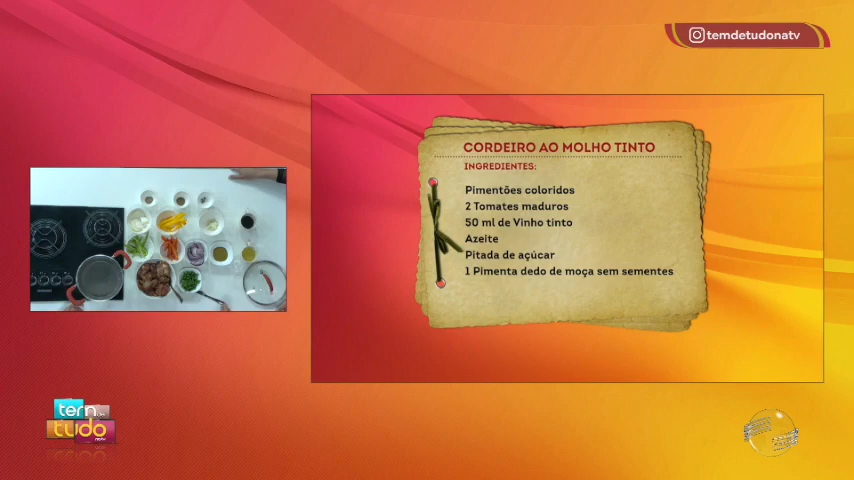 temdetudonatv
CORDEIRO AO MOLHO TINTO
INGREDIENTES:
Pimentões coloridos
2 Tomates maduros
50 ml de Vinho tinto
Azeite
Pitada de açúcar
1 Pimenta dedo de moça sem sementes
tem de
tudo